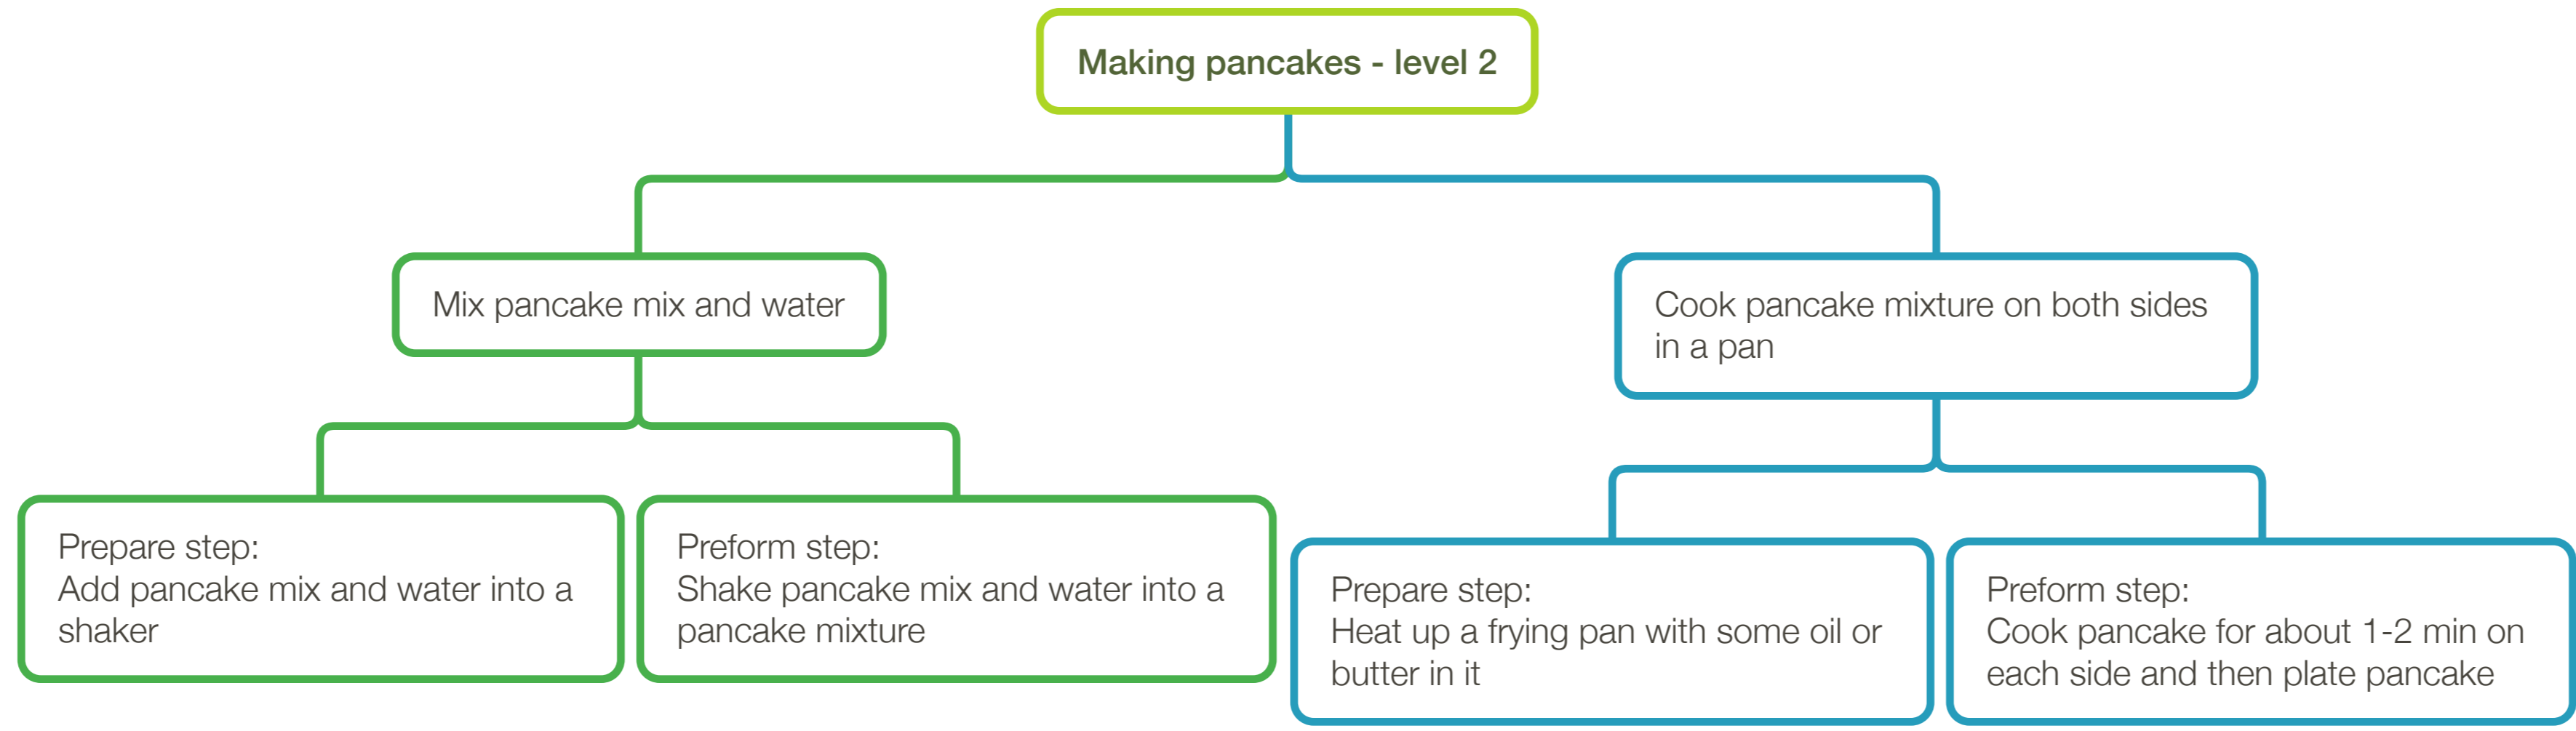 Making pancakes - level 2
Mix pancake mix and water
Cook pancake mixture on both sides
in a pan
Prepare step:
Add pancake mix and water into a
shaker
Preform step:
Shake pancake mix and water into a
pancake mixture
Prepare step:
Heat up a frying pan with some oil or
butter in it
Preform step:
Cook pancake for about 1-2 min on
each side and then plate pancake